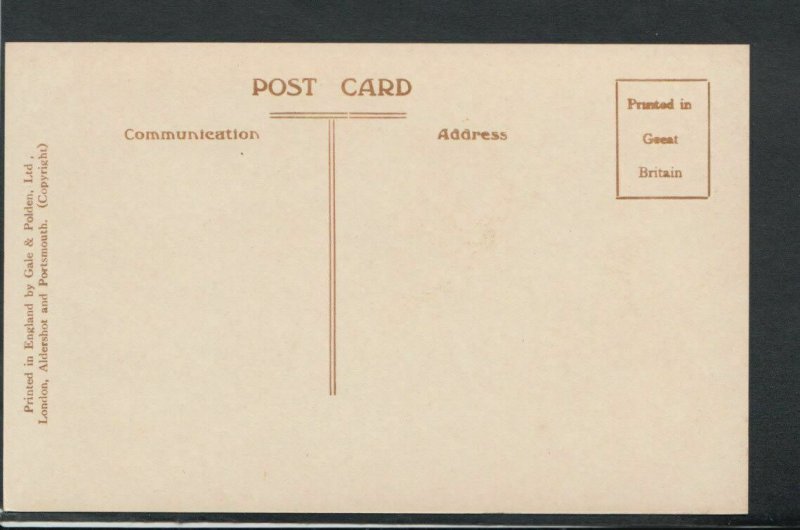 POST CARD
Communication
Address
Printed in
Great
Britain
Printed in England by Gale & Polden, Ltd.,
London, Aldershot and Portsmouth. (Copyright)